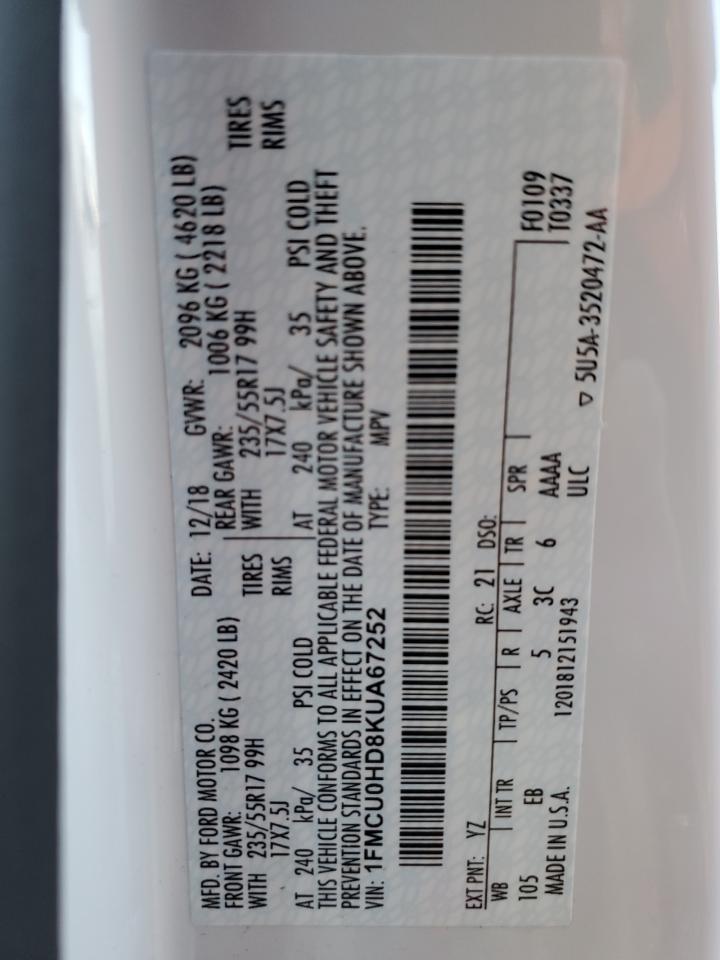 MFD. BY FORD MOTOR CO.
DATE: 12/18 GVWR: 2096 KG ( 4620 LB)
FRONT GAWR: 1098 KG ( 2420 LB)
REAR GAWR: 1006 KG ( 2218 LB)
WITH 235/55R17 99H TIRES
WITH 235/55R17 99H TIRES
17X7.5J RIMS
17X7.5J RIMS
AT 240 kPa/ 35 PSI COLD
AT 240 kPa/ 35 PSI COLD
THIS VEHICLE CONFORMS TO ALL APPLICABLE FEDERAL MOTOR VEHICLE SAFETY AND THEFT
PREVENTION STANDARDS IN EFFECT ON THE DATE OF MANUFACTURE SHOWN ABOVE.
VIN: 1FMCU0HD8KUA67252 TYPE: MPV
EXT PNT: YZ RC: 21 DSO:
WB INT TR TP/PS R AXLE TR SPR
F0109
105 EB 5 3C 6 AAAA
T0337
MADE IN U.S.A. 1201812151943 ULC
▽ 5U5A-3520472-AA